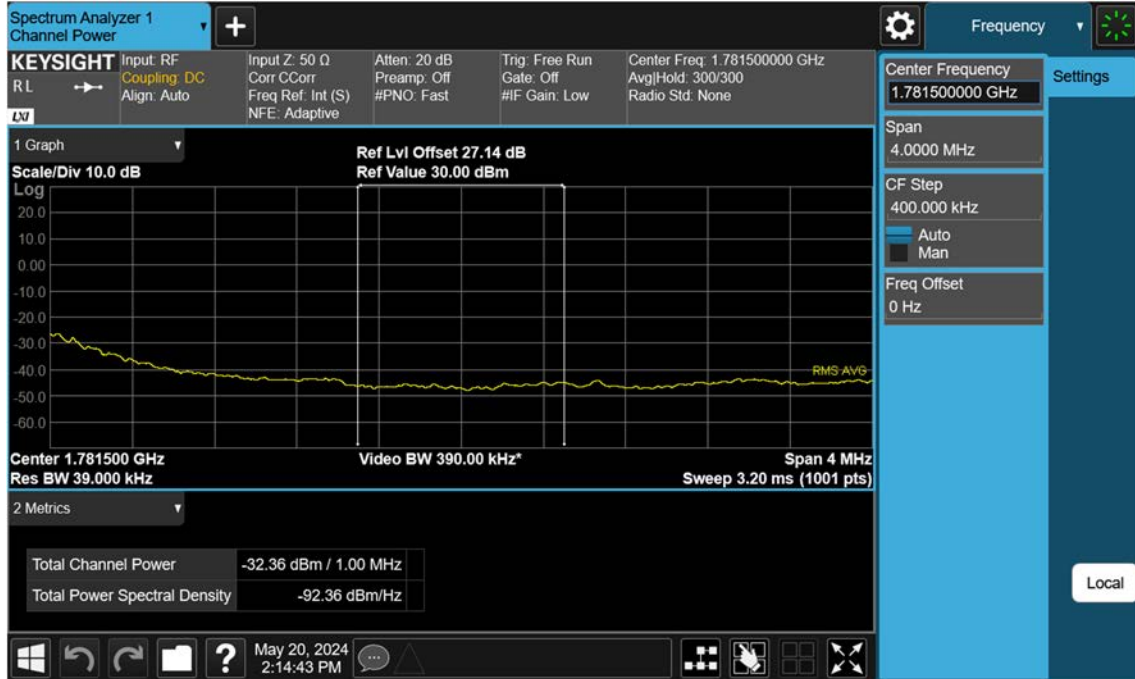 Spectrum Analyzer 1
Channel Power
+
Frequency
KEYSIGHT
R L
LXI
Input: RF
Coupling: DC
Align: Auto
Input Z: 50 Ω
Corr CCorr
Freq Ref: Int (S)
NFE: Adaptive
Atten: 20 dB
Preamp: Off
#PNO: Fast
Trig: Free Run
Gate: Off
#IF Gain: Low
Center Freq: 1.781500000 GHz
Avg|Hold: 300/300
Radio Std: None
Center Frequency
1.781500000 GHz
Settings
Span
4.0000 MHz
CF Step
400.000 kHz
Auto
Man
Freq Offset
0 Hz
Local
1 Graph
Scale/Div 10.0 dB
Ref Lvl Offset 27.14 dB
Ref Value 30.00 dBm
Log
20.0
10.0
0.00
-10.0
-20.0
-30.0
-40.0
-50.0
-60.0
RMS AVG
Center 1.781500 GHz
Res BW 39.000 kHz
Video BW 390.00 kHz*
Span 4 MHz
Sweep 3.20 ms (1001 pts)
2 Metrics
Total Channel Power -32.36 dBm / 1.00 MHz
Total Power Spectral Density -92.36 dBm/Hz
?
May 20, 2024
2:14:43 PM